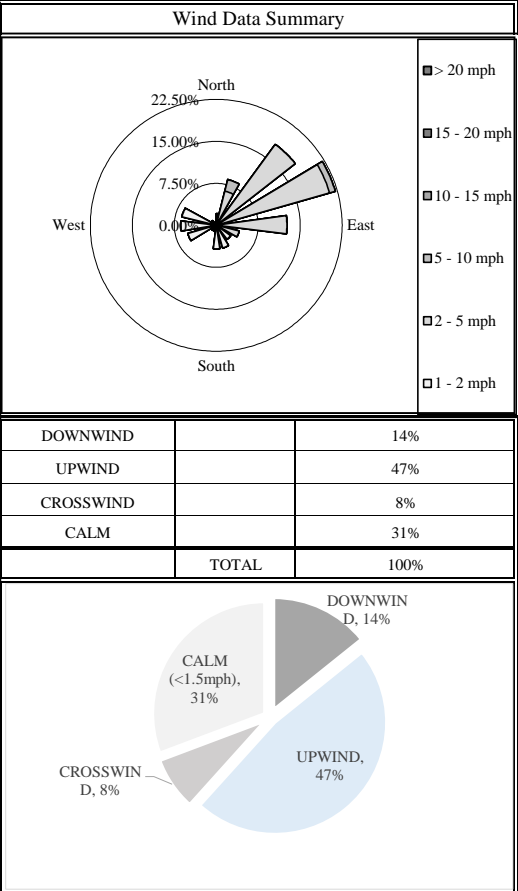 Wind Data Summary
North
22.50%
15.00%
7.50%
0.00%
West
East
South
> 20 mph
15 - 20 mph
10 - 15 mph
5 - 10 mph
2 - 5 mph
1 - 2 mph
DOWNWIND 14%
UPWIND 47%
CROSSWIND 8%
CALM 31%
TOTAL 100%
DOWNWIN
D, 14%
CALM
(<1.5mph),
31%
UPWIND,
47%
CROSSWIN
D, 8%